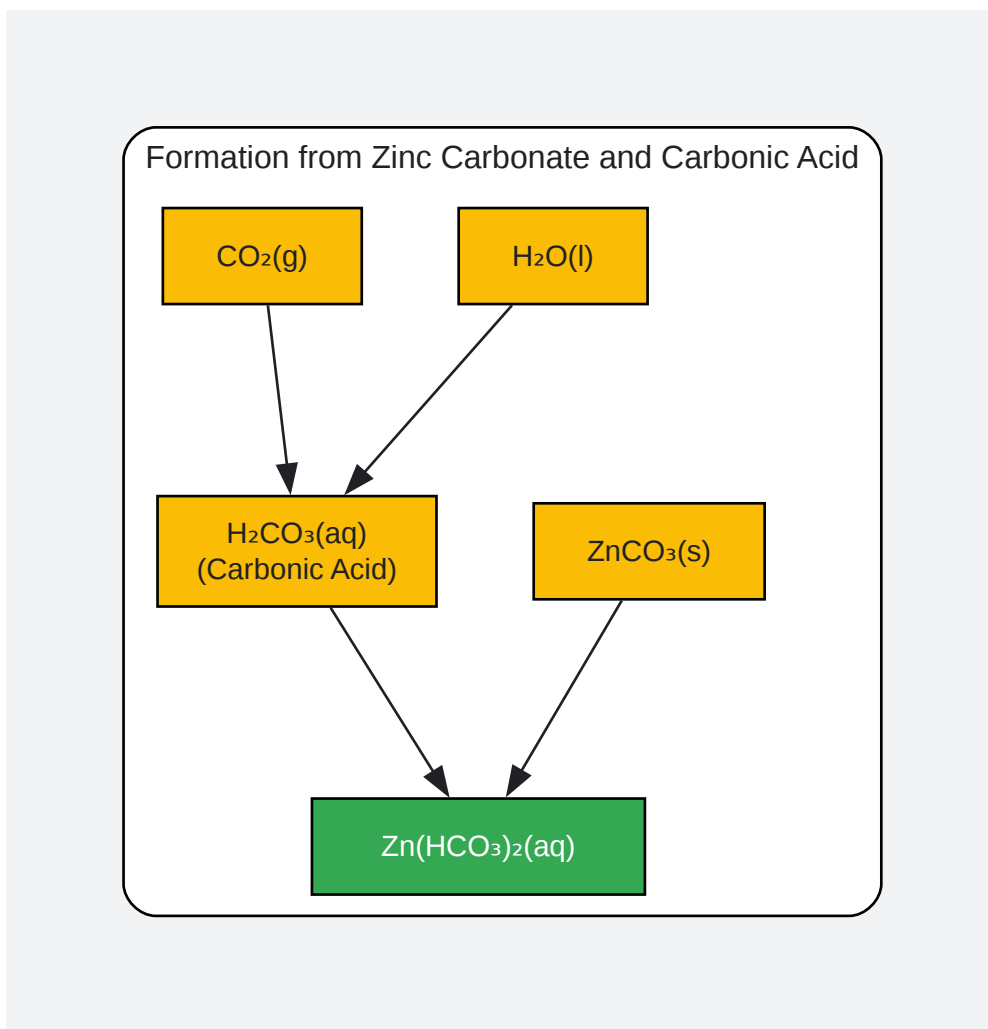 Formation from Zinc Carbonate and Carbonic Acid
CO₂(g)
H₂O(l)
H₂CO₃(aq)
(Carbonic Acid)
ZnCO₃(s)
Zn(HCO₃)₂(aq)